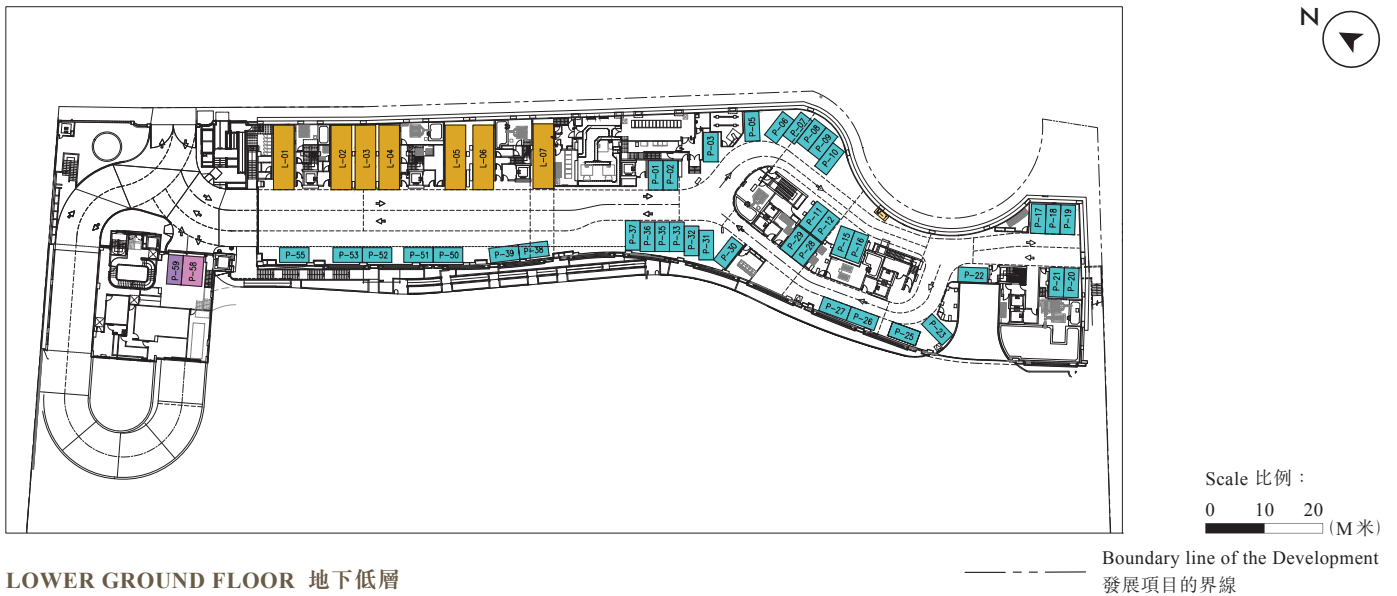 N
L-01
L-02
L-03
L-04
L-05
L-06
L-07
P-01
P-02
P-03
P-05
P-06
P-07
P-08
P-09
P-10
P-11
P-12
P-15
P-16
P-17
P-18
P-19
P-20
P-21
P-22
P-23
P-25
P-26
P-27
P-28
P-29
P-30
P-31
P-32
P-33
P-35
P-36
P-37
P-38
P-39
P-50
P-51
P-52
P-53
P-55
P-58
P-59
Scale 比例：
0 10 20
(M 米)
Boundary line of the Development
發展項目的界線
LOWER GROUND FLOOR 地下低層